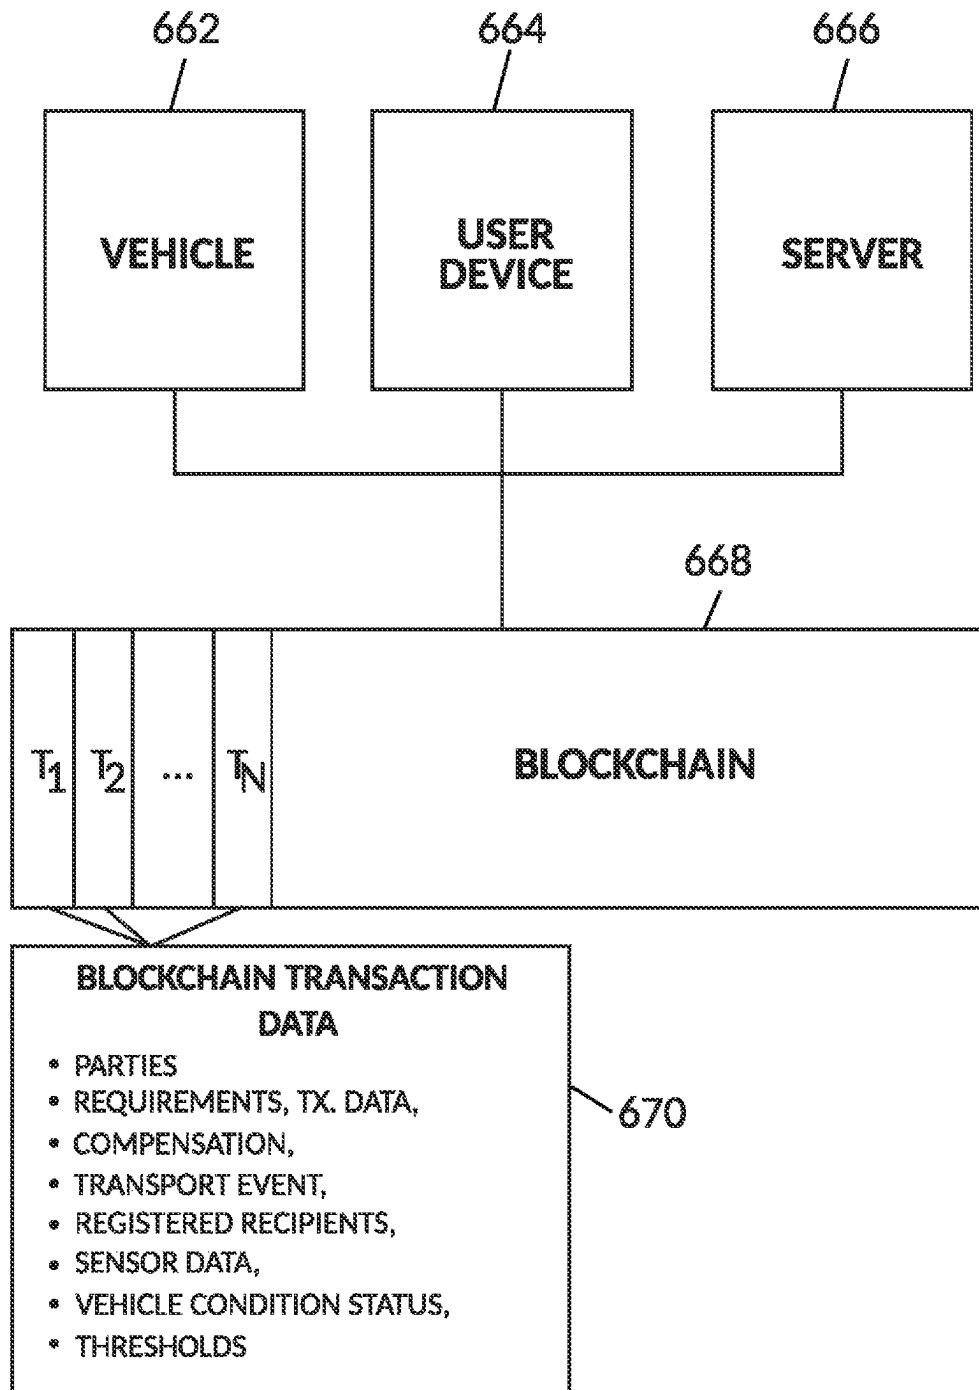 662 664 666
VEHICLE
USER
DEVICE
SERVER
668
T1 T2 ... TN
BLOCKCHAIN
BLOCKCHAIN TRANSACTION
DATA
• PARTIES
• REQUIREMENTS, TX. DATA,
• COMPENSATION,
• TRANSPORT EVENT,
• REGISTERED RECIPIENTS,
• SENSOR DATA,
• VEHICLE CONDITION STATUS,
• THRESHOLDS
670